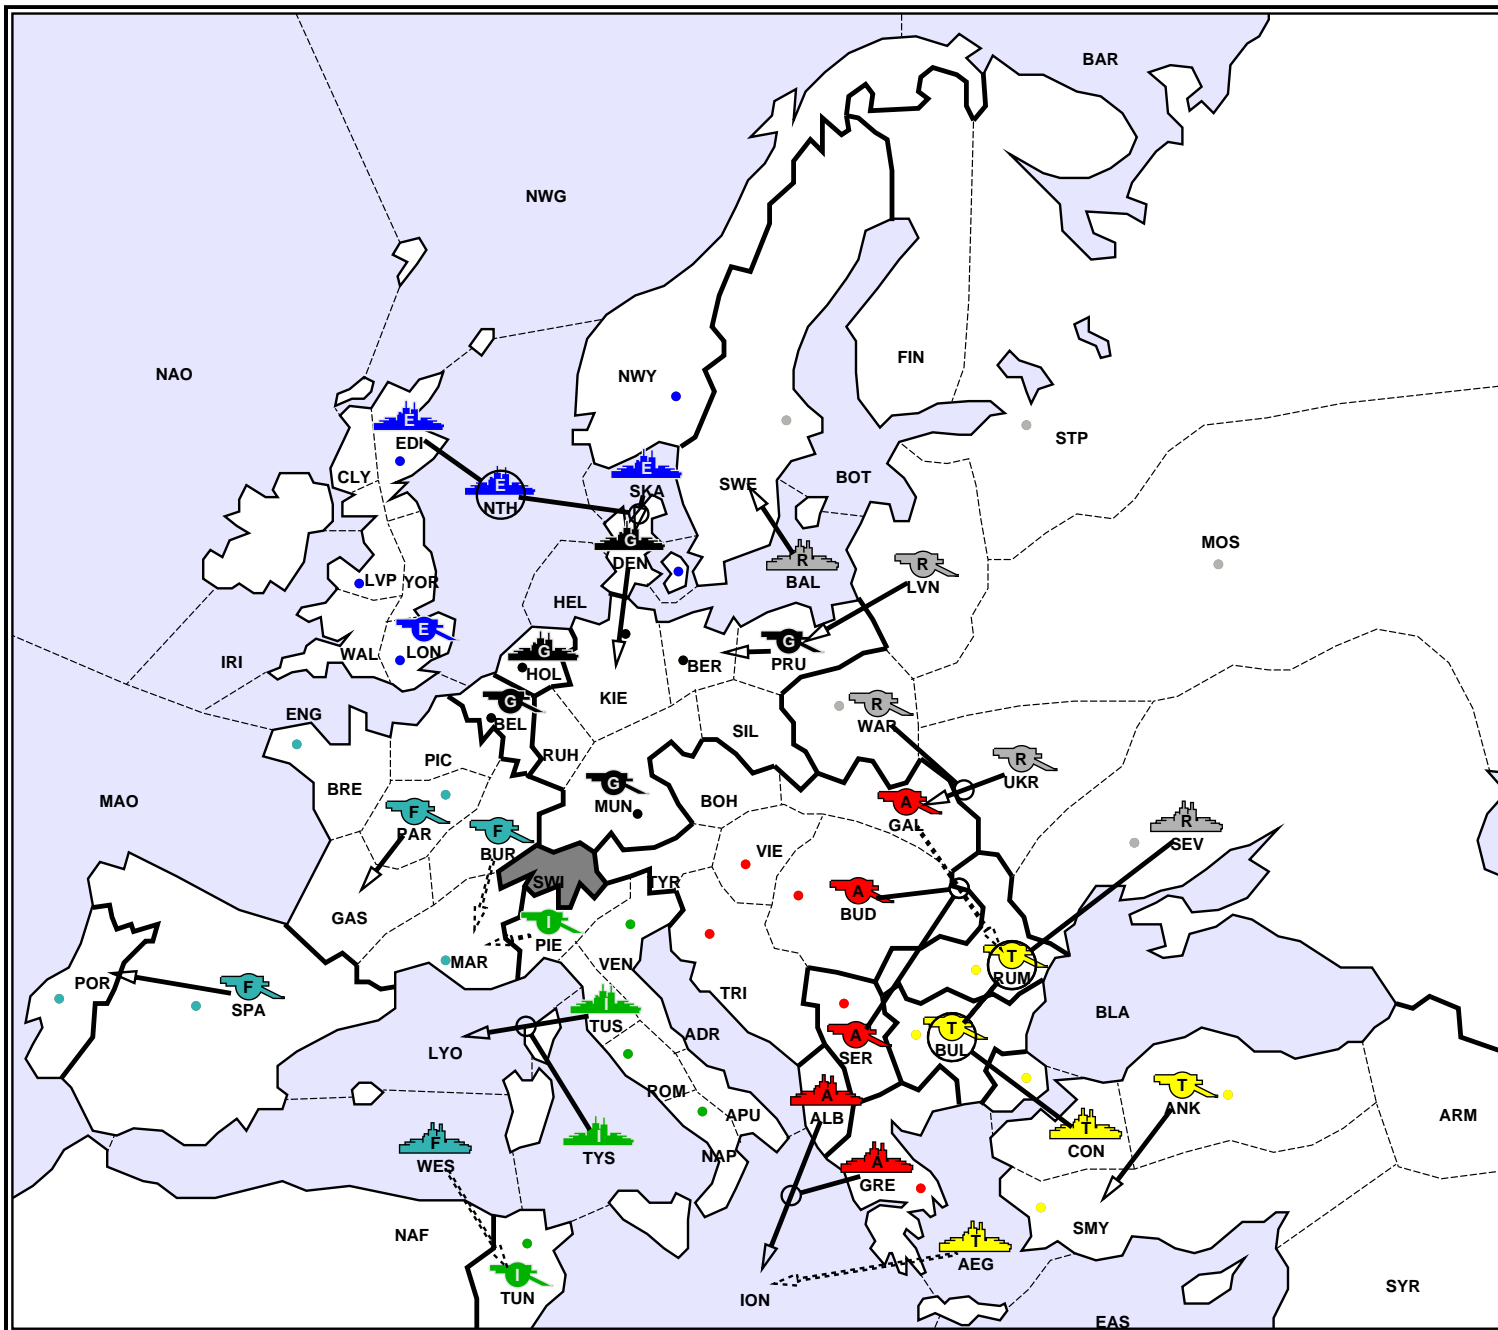 BAR
NWG
NAO
FIN
NWY
STP
E
EDI
E
SKA
E
NTH
CLY
SWE
BOT
MOS
G
DEN
R
BAL
R
LVN
LVP
YOR
HEL
E
LON
WAL
IRI
G
HOL
BER
G
PRU
KIE
G
BEL
R
WAR
ENG
SIL
RUH
PIC
R
UKR
BRE
MAO
G
MUN
BOH
A
GAL
F
PAR
F
BUR
R
SEV
VIE
SWI
TYR
A
BUD
GAS
I
PIE
VEN
MAR
T
RUM
POR
F
SPA
TRI
I
TUS
BLA
ADR
LYO
T
BUL
A
SER
ROM
APU
A
ALB
T
ANK
ARM
I
TYS
T
CON
F
WES
NAP
A
GRE
SMY
NAF
T
AEG
I
TUN
ION
SYR
EAS